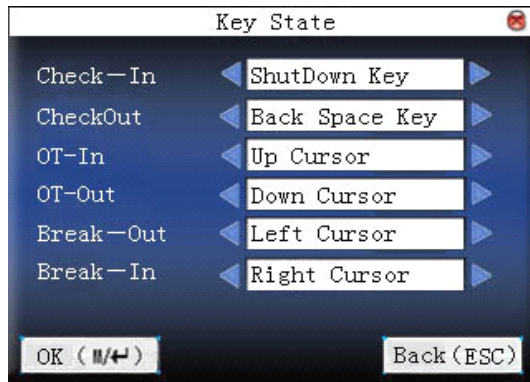 Key State
Check—In ShutDown Key
CheckOut Back Space Key
OT-In Up Cursor
OT-Out Down Cursor
Break—Out Left Cursor
Break—In Right Cursor
OK (M/↵) Back(ESC)